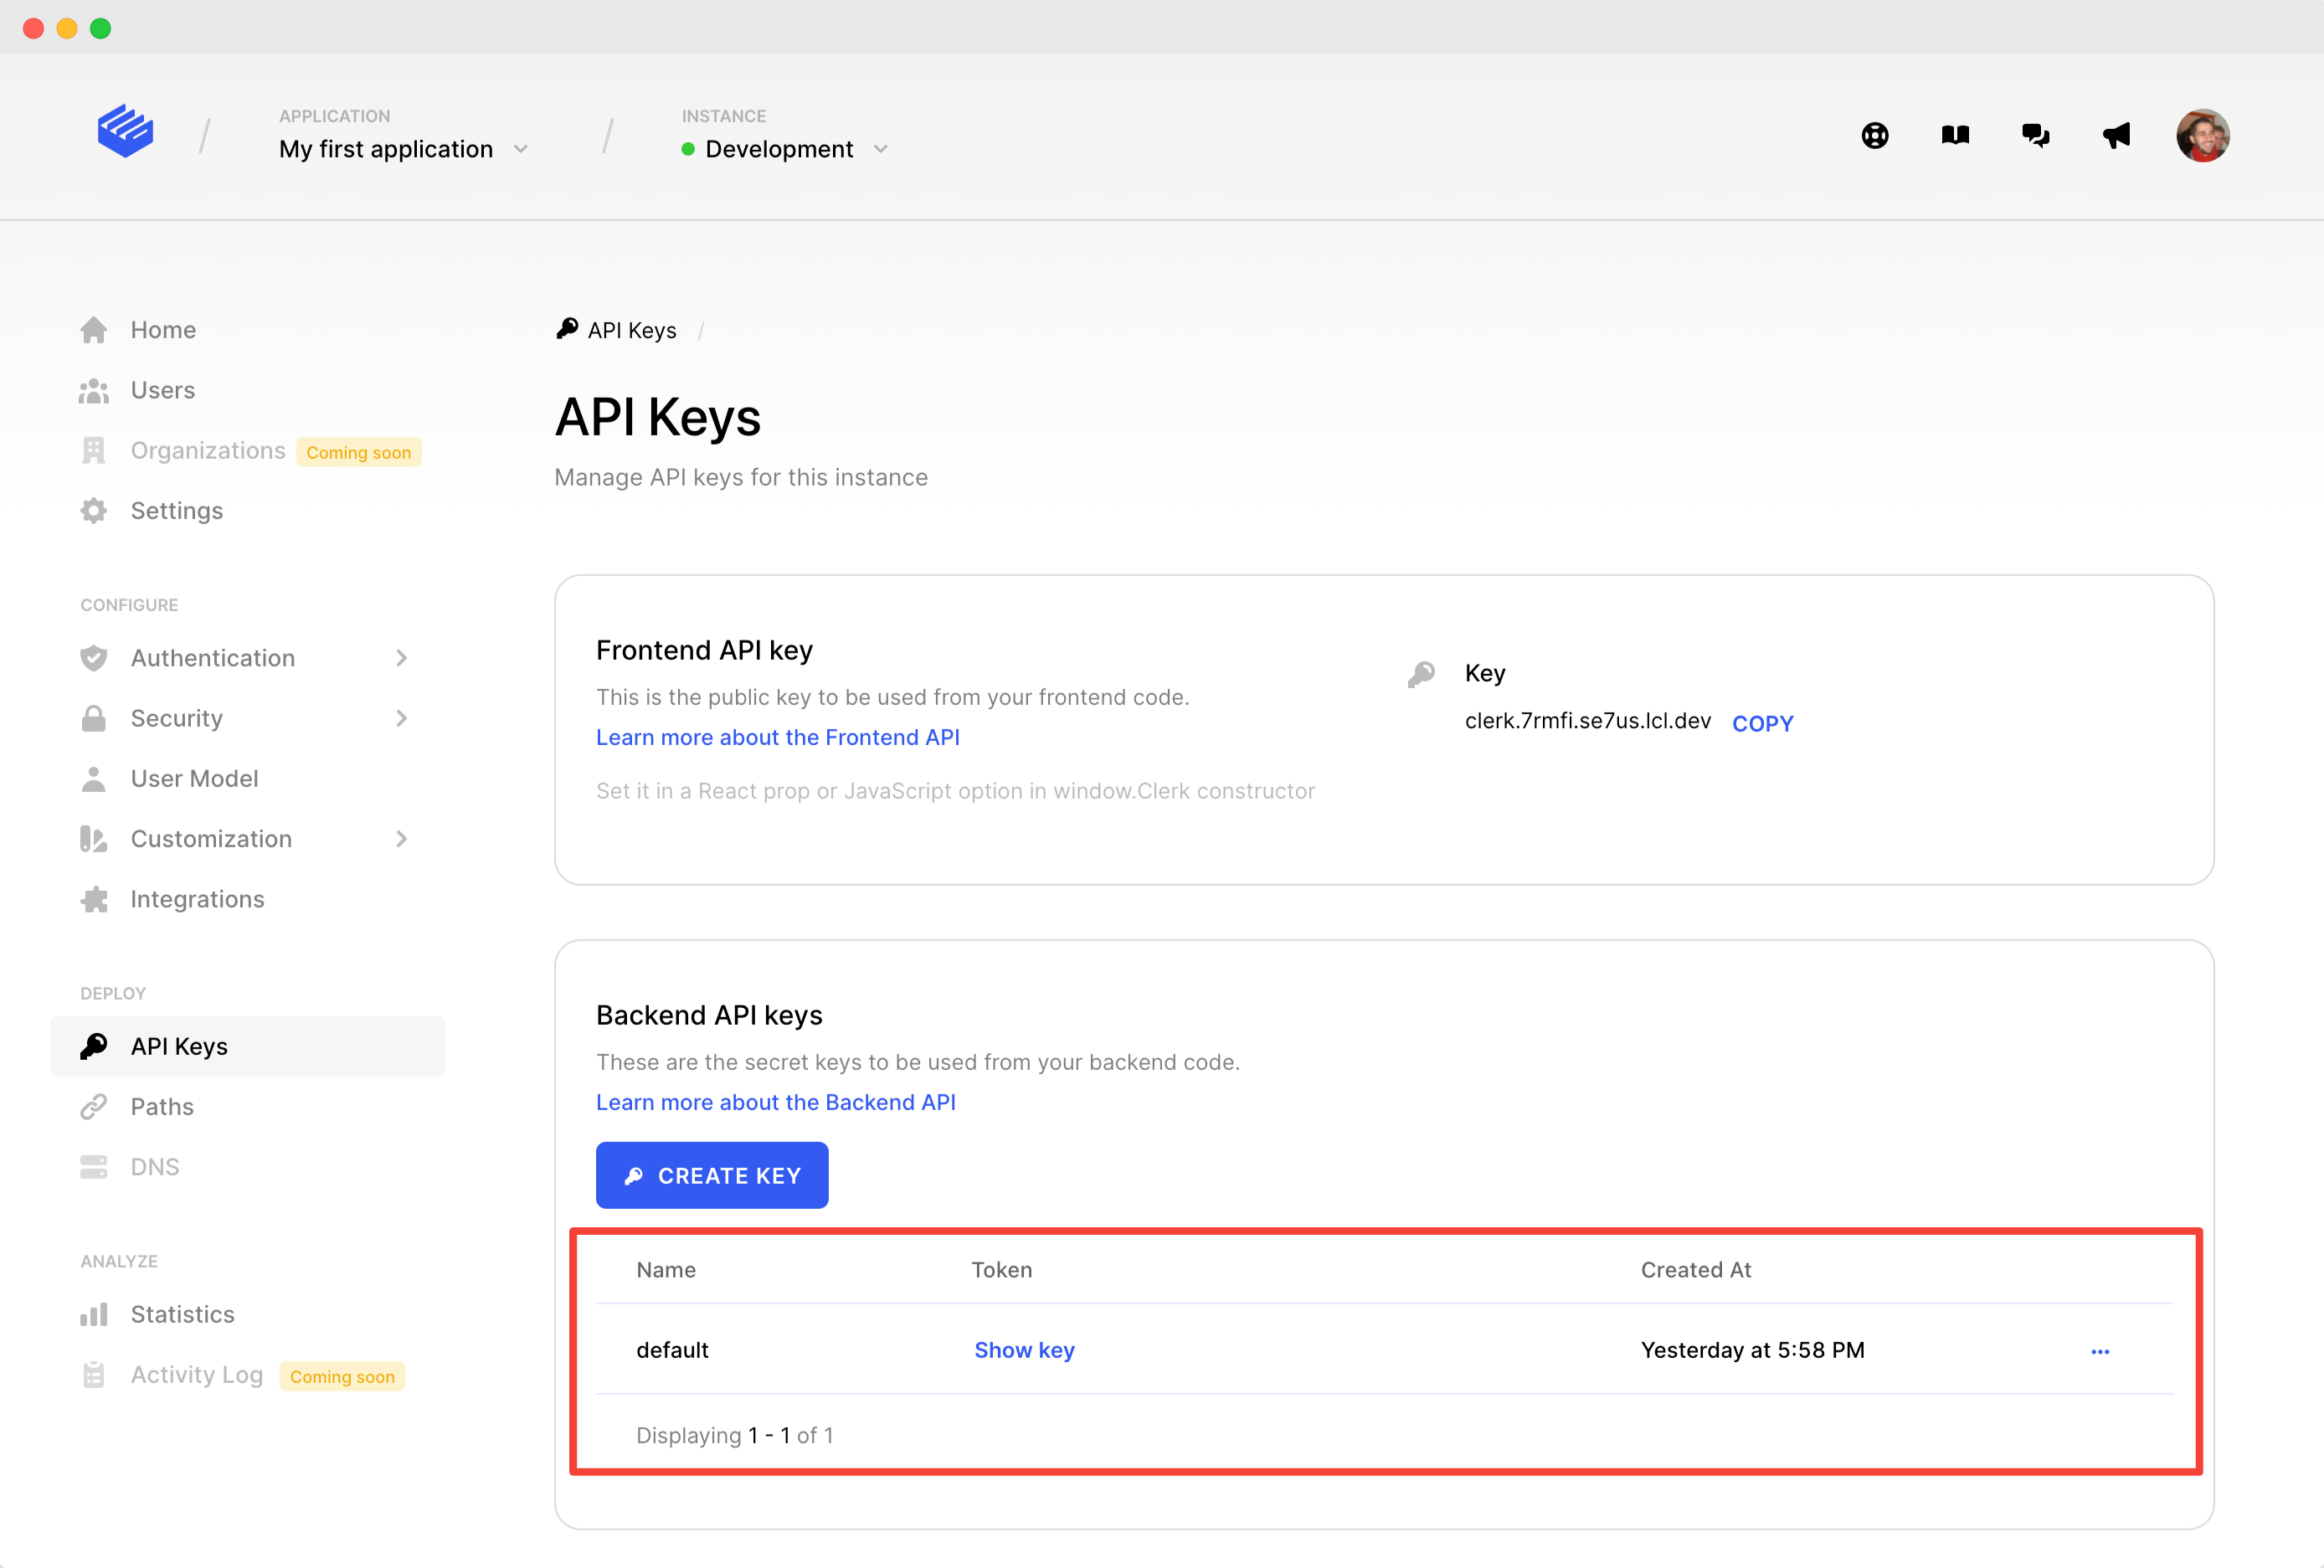 APPLICATION
My first application
INSTANCE
Development
Home
Users
Organizations Coming soon
Settings
CONFIGURE
Authentication
Security
User Model
Customization
Integrations
DEPLOY
API Keys
Paths
DNS
ANALYZE
Statistics
Activity Log Coming soon
API Keys /
API Keys
Manage API keys for this instance
Frontend API key
This is the public key to be used from your frontend code.
Learn more about the Frontend API
Set it in a React prop or JavaScript option in window.Clerk constructor
Key
clerk.7rmfi.se7us.lcl.dev COPY
Backend API keys
These are the secret keys to be used from your backend code.
Learn more about the Backend API
CREATE KEY
Name Token Created At
default Show key Yesterday at 5:58 PM
Displaying 1 - 1 of 1